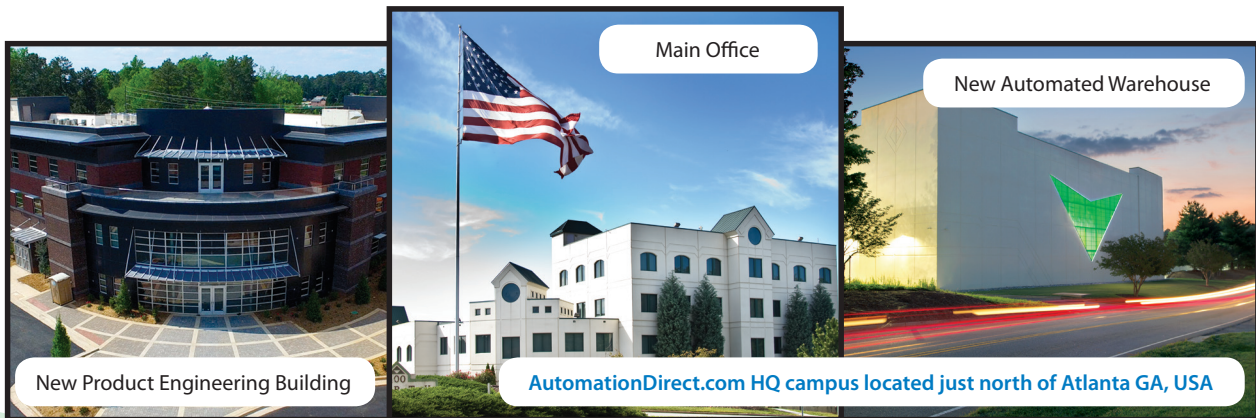 Main Office
New Automated Warehouse
New Product Engineering Building
AutomationDirect.com HQ campus located just north of Atlanta GA, USA